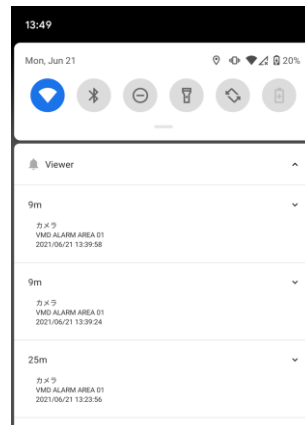 13:49
Mon, Jun 21
20%
Viewer
9m
カメラ
VMD ALARM AREA 01
2021/06/21 13:39:58
9m
カメラ
VMD ALARM AREA 01
2021/06/21 13:39:24
25m
カメラ
VMD ALARM AREA 01
2021/06/21 13:23:56